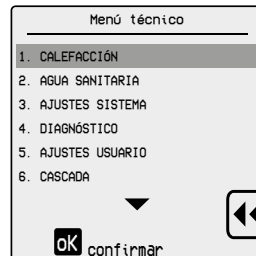 Menú técnico
1. CALEFACCIÓN
2. AGUA SANITARIA
3. AJUSTES SISTEMA
4. DIAGNÓSTICO
5. AJUSTES USUARIO
6. CASCADA
oK confirmar